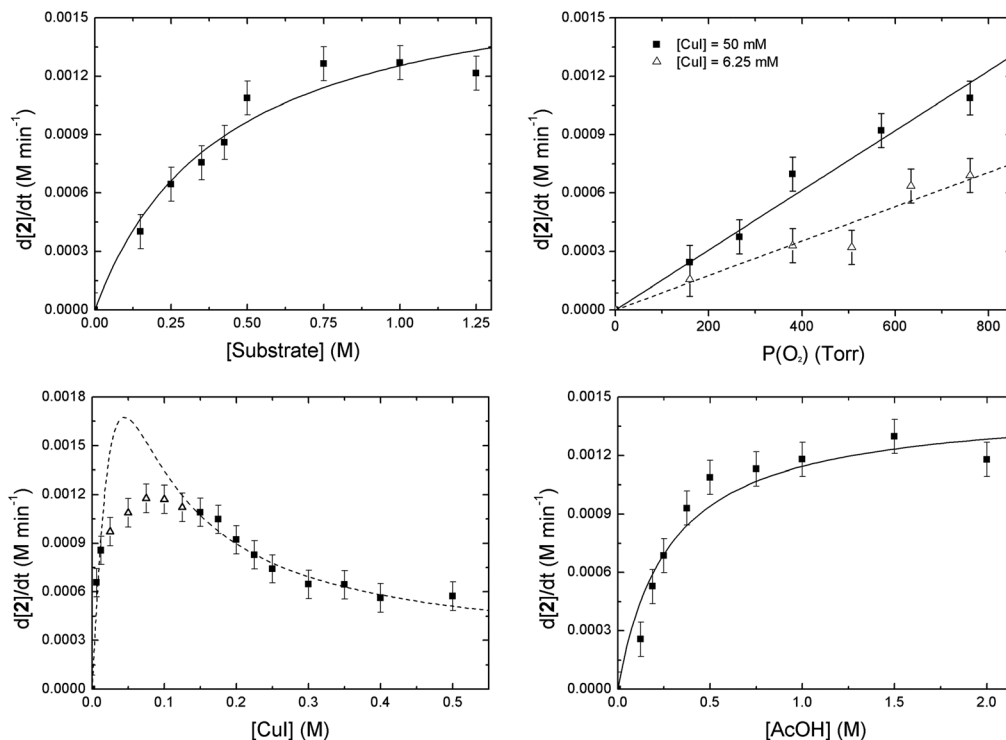 0.0015
0.0012
0.0009
0.0006
0.0003
0.0000
d[2]/dt (M min⁻¹)
0.00 0.25 0.50 0.75 1.00 1.25
[Substrate] (M)
0.0015
0.0012
0.0009
0.0006
0.0003
0.0000
d[2]/dt (M min⁻¹)
[CuI] = 50 mM
[CuI] = 6.25 mM
0 200 400 600 800
P(O₂) (Torr)
0.0018
0.0015
0.0012
0.0009
0.0006
0.0003
0.0000
d[2]/dt (M min⁻¹)
0.0 0.1 0.2 0.3 0.4 0.5
[CuI] (M)
0.0015
0.0012
0.0009
0.0006
0.0003
0.0000
d[2]/dt (M min⁻¹)
0.0 0.5 1.0 1.5 2.0
[AcOH] (M)